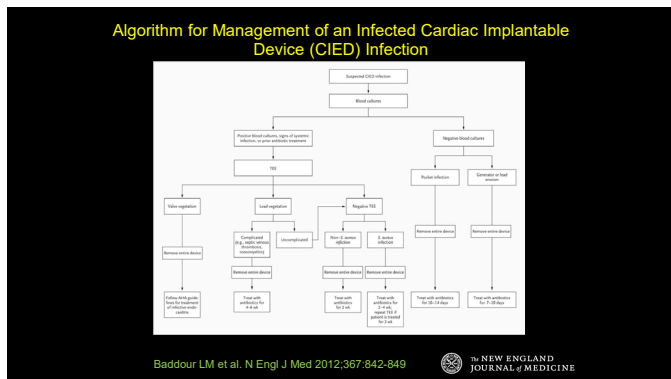 Algorithm for Management of an Infected Cardiac Implantable
Device (CIED) Infection
Suspected CIED infection
Blood cultures
Positive blood cultures, signs of systemic
infection, or prior antibiotic treatment
Negative blood cultures
TEE
Pocket infection
Generator or lead
erosion
Valve vegetation
Lead vegetation
Negative TEE
Complicated
(e.g., septic venous
thrombosis,
osteomyelitis)
Uncomplicated
Non–S. aureus
infection
S. aureus
infection
Remove entire device
Remove entire device
Remove entire device
Remove entire device
Remove entire device
Remove entire device
Follow AHA guide-
lines for treatment
of infective endo-
carditis
Treat with
antibiotics for
4–6 wk
Treat with
antibiotics
for 2 wk
Treat with
antibiotics for
2–4 wk;
repeat TEE if
patient is treated
for 2 wk
Treat with antibiotics
for 10–14 days
Treat with antibiotics
for 7–10 days
Baddour LM et al. N Engl J Med 2012;367:842-849
The NEW ENGLAND
JOURNAL of MEDICINE